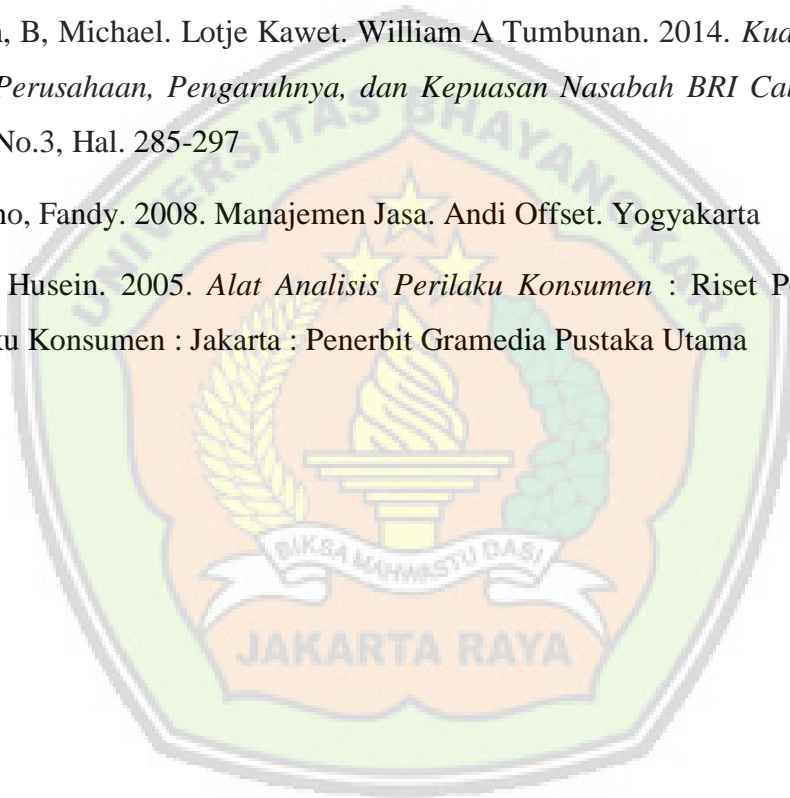 , B, Michael. Lotje Kawet. William A Tumbunan. 2014.
Perusahaan, Pengaruhnya, dan Kepuasan Nasabah BRI
No.3, Hal. 285-297
no, Fandy. 2008. Manajemen Jasa. Andi Offset. Yogyakarta
Husein. 2005. Alat Analisis Perilaku Konsumen : Riset
ku Konsumen : Jakarta : Penerbit Gramedia Pustaka Utama
UNIVERSITAS BHAYANGKARA
BIKSA MAHWASTU DASI
JAKARTA RAYA